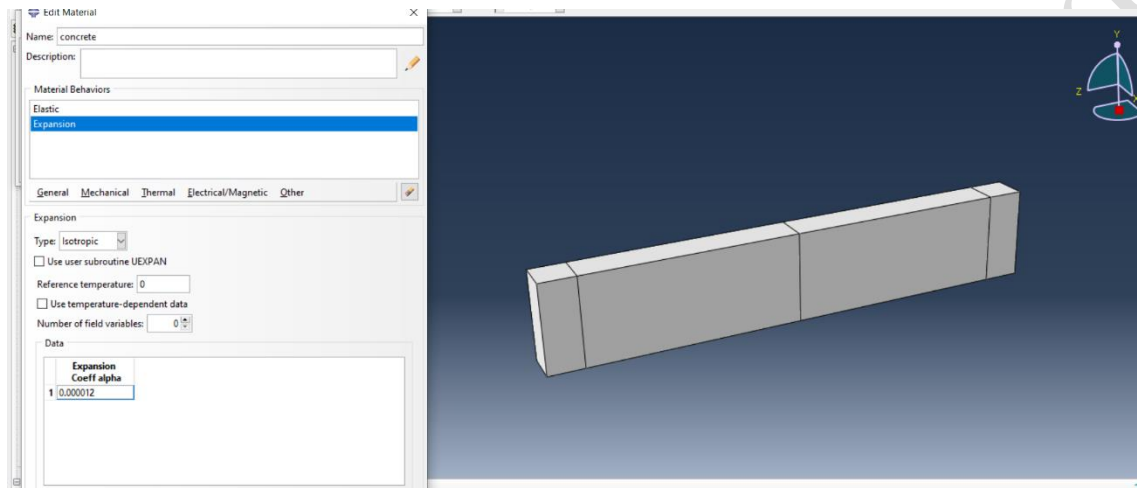 Edit Material
Name: concrete
Description:
Material Behaviors
Elastic
Expansion
General Mechanical Thermal Electrical/Magnetic Other
Expansion
Type: Isotropic
Use user subroutine UEXPAN
Reference temperature: 0
Use temperature-dependent data
Number of field variables: 0
Data
Expansion
Coeff alpha
1 0.000012
Y
Z
X